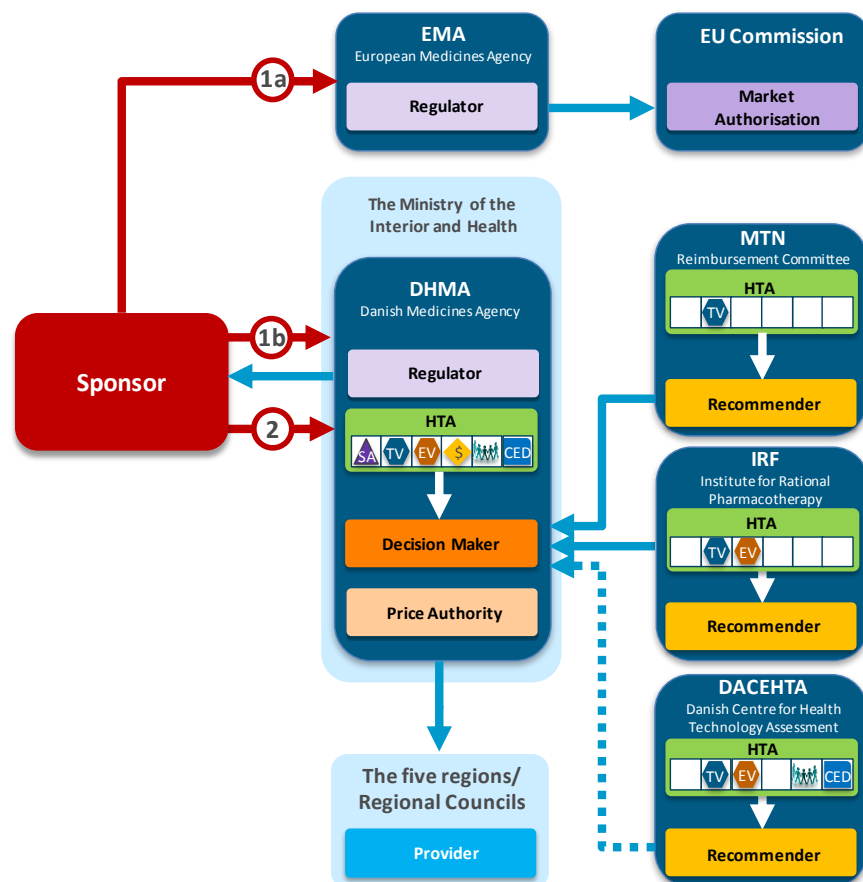 EMA
European Medicines Agency
Regulator
EU Commission
Market
Authorisation
1a
The Ministry of the
Interior and Health
DHMA
Danish Medicines Agency
Regulator
HTA
SA
TV
EV
$
CED
Decision Maker
Price Authority
Sponsor
1b
2
MTN
Reimbursement Committee
HTA
TV
Recommender
IRF
Institute for Rational
Pharmacotherapy
HTA
TV
EV
Recommender
DACEHTA
Danish Centre for Health
Technology Assessment
HTA
TV
EV
CED
Recommender
The five regions/
Regional Councils
Provider